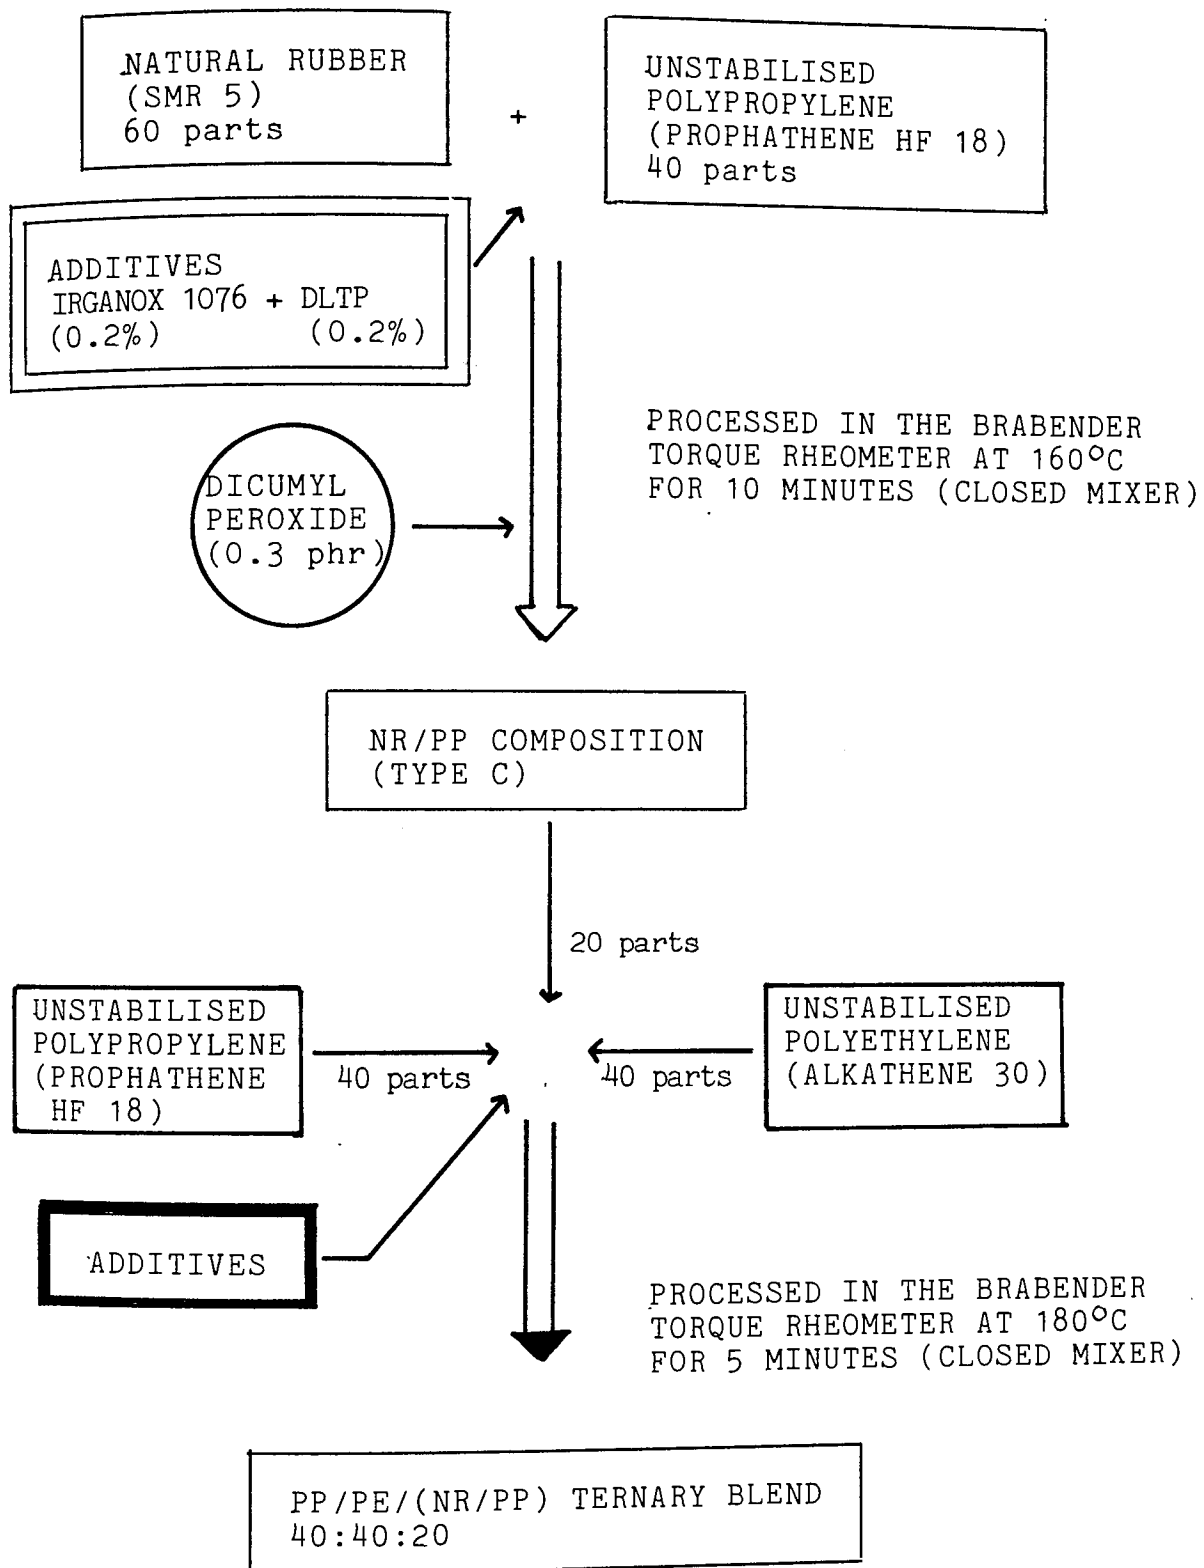 NATURAL RUBBER
(SMR 5)
60 parts
+
UNSTABILISED
POLYPROPYLENE
(PROPHATHENE HF 18)
40 parts
ADDITIVES
IRGANOX 1076 + DLTP
(0.2%) (0.2%)
PROCESSED IN THE BRABENDER
TORQUE RHEOMETER AT 160°C
FOR 10 MINUTES (CLOSED MIXER)
DICUMYL
PEROXIDE
(0.3 phr)
NR/PP COMPOSITION
(TYPE C)
20 parts
UNSTABILISED
POLYPROPYLENE
(PROPHATHENE
HF 18)
40 parts
40 parts
UNSTABILISED
POLYETHYLENE
(ALKATHENE 30)
ADDITIVES
PROCESSED IN THE BRABENDER
TORQUE RHEOMETER AT 180°C
FOR 5 MINUTES (CLOSED MIXER)
PP/PE/(NR/PP) TERNARY BLEND
40:40:20